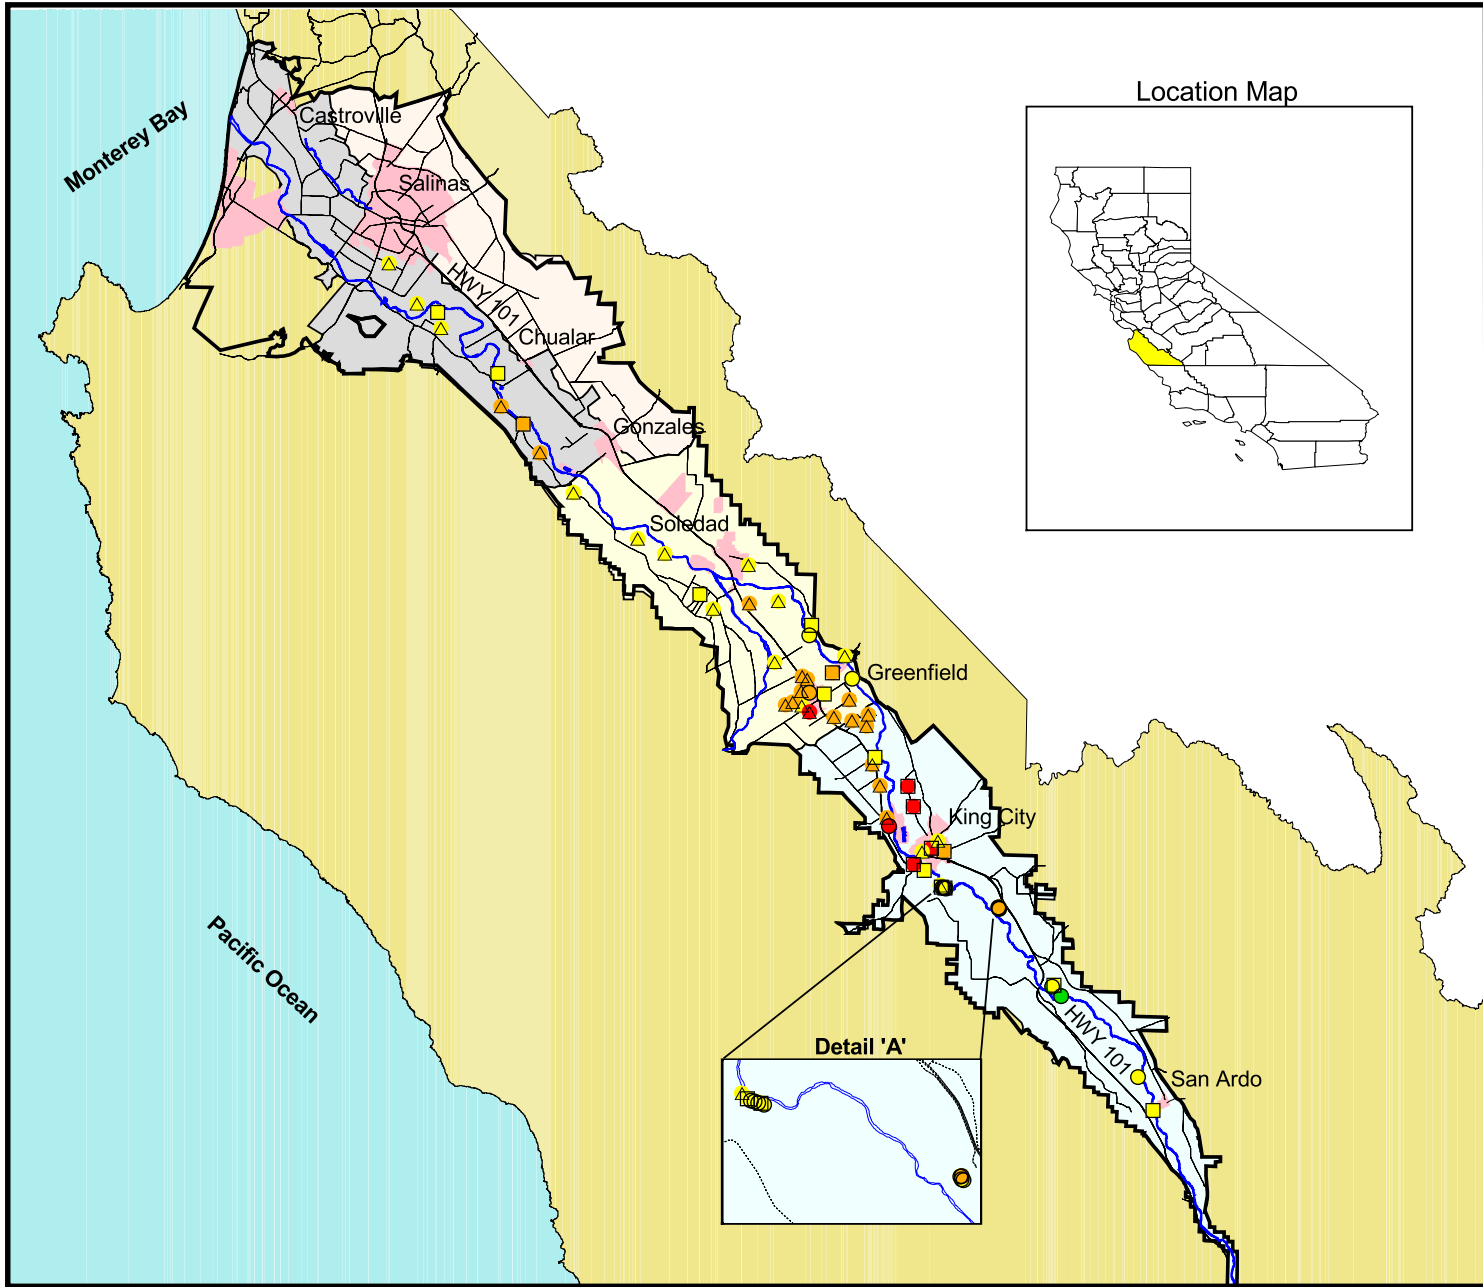 Location Map
Monterey Bay
Castroville
Salinas
HWY 101
Chualar
Gonzales
Soledad
Greenfield
King City
Pacific Ocean
HWY 101
Detail 'A'
San Ardo